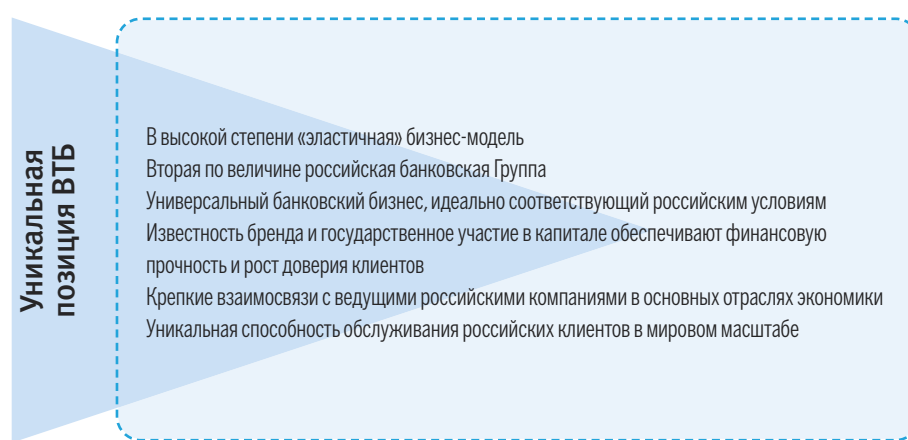 Уникальная
позиция ВТБ
В высокой степени «эластичная» бизнес-модель
Вторая по величине российская банковская Группа
Универсальный банковский бизнес, идеально соответствующий российским условиям
Известность бренда и государственное участие в капитале обеспечивают финансовую
прочность и рост доверия клиентов
Крепкие взаимосвязи с ведущими российскими компаниями в основных отраслях экономики
Уникальная способность обслуживания российских клиентов в мировом масштабе